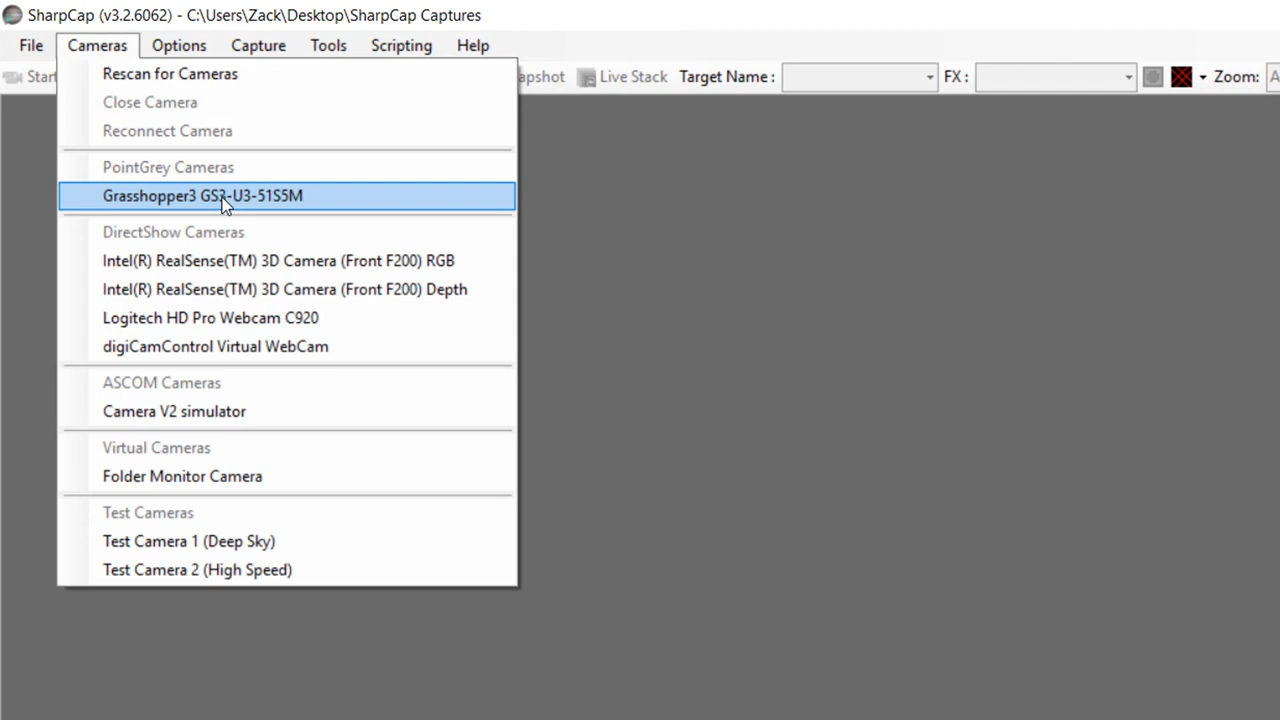 SharpCap (v3.2.6062) - C:\Users\Zack\Desktop\SharpCap Captures
File Cameras Options Capture Tools Scripting Help
Start apshot Live Stack Target Name : FX : Zoom: A
Rescan for Cameras
Close Camera
Reconnect Camera
PointGrey Cameras
Grasshopper3 GS3-U3-51S5M
DirectShow Cameras
Intel(R) RealSense(TM) 3D Camera (Front F200) RGB
Intel(R) RealSense(TM) 3D Camera (Front F200) Depth
Logitech HD Pro Webcam C920
digiCamControl Virtual WebCam
ASCOM Cameras
Camera V2 simulator
Virtual Cameras
Folder Monitor Camera
Test Cameras
Test Camera 1 (Deep Sky)
Test Camera 2 (High Speed)